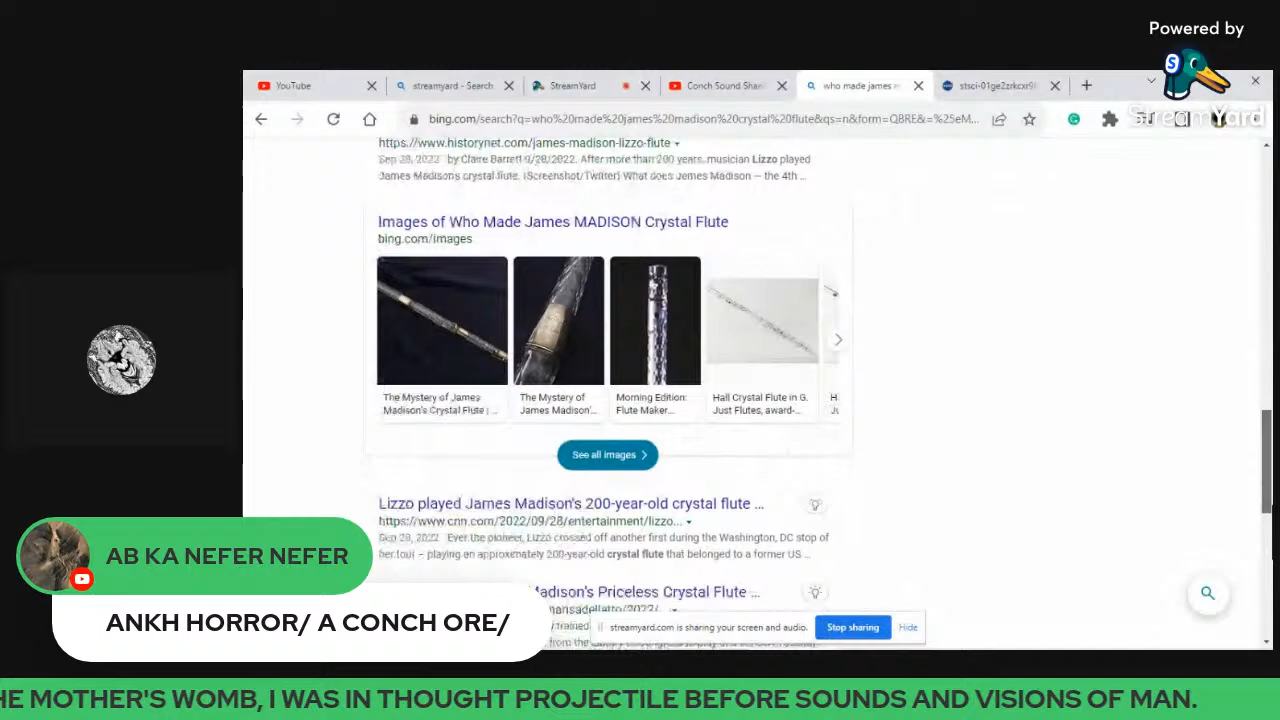 Powered by
StreamYard
YouTube
streamyard - Search
StreamYard
Conch Sound Shan
who made james m
stsci-01ge2zrkcxr9
bing.com/search?q=who%20made%20james%20madison%20crystal%20flute&qs=n&form=QBRE&=%25eM...
https://www.historynet.com/james-madison-lizzo-flute
Sep 28, 2022 by Claire Barrett 9/28/2022. After more than 200 years, musician Lizzo played
James Madison's crystal flute. (Screenshot/Twitter) What does James Madison — the 4th ...
Images of Who Made James MADISON Crystal Flute
bing.com/images
The Mystery of James
Madison's Crystal Flute | ...
The Mystery of
James Madison'...
Morning Edition:
Flute Maker...
Hall Crystal Flute in G.
Just Flutes, award-...
H
Ju
See all images
Lizzo played James Madison's 200-year-old crystal flute ...
https://www.cnn.com/2022/09/28/entertainment/lizzo...
Sep 28, 2022 Ever the pioneer, Lizzo crossed off another first during the Washington, DC stop of
her tour – playing an approximately 200-year-old crystal flute that belonged to a former US ...
Madison's Priceless Crystal Flute ...
streamyard.com is sharing your screen and audio.
Stop sharing
Hide
AB KA NEFER NEFER
ANKH HORROR/ A CONCH ORE/
HE MOTHER'S WOMB, I WAS IN THOUGHT PROJECTILE BEFORE SOUNDS AND VISIONS OF MAN.